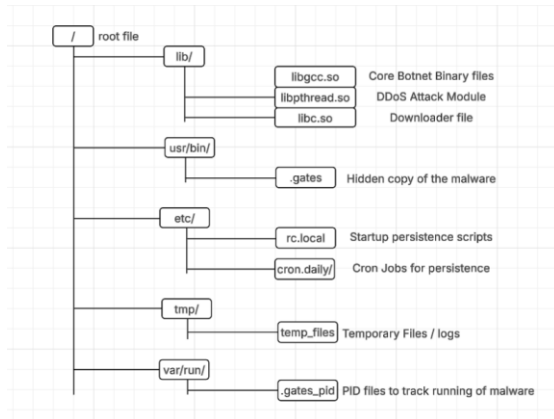 / root file
lib/
libgcc.so Core Botnet Binary files
libpthread.so DDoS Attack Module
libc.so Downloader file
usr/bin/
.gates Hidden copy of the malware
etc/
rc.local Startup persistence scripts
cron.daily/ Cron Jobs for persistence
tmp/
temp_files Temporary Files / logs
var/run/
.gates_pid PID files to track running of malware